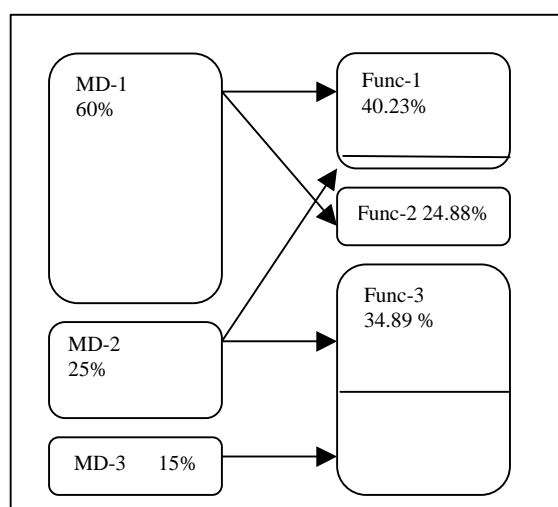 MD-1
60%
MD-2
25%
MD-3 15%
Func-1
40.23%
Func-2 24.88%
Func-3
34.89 %